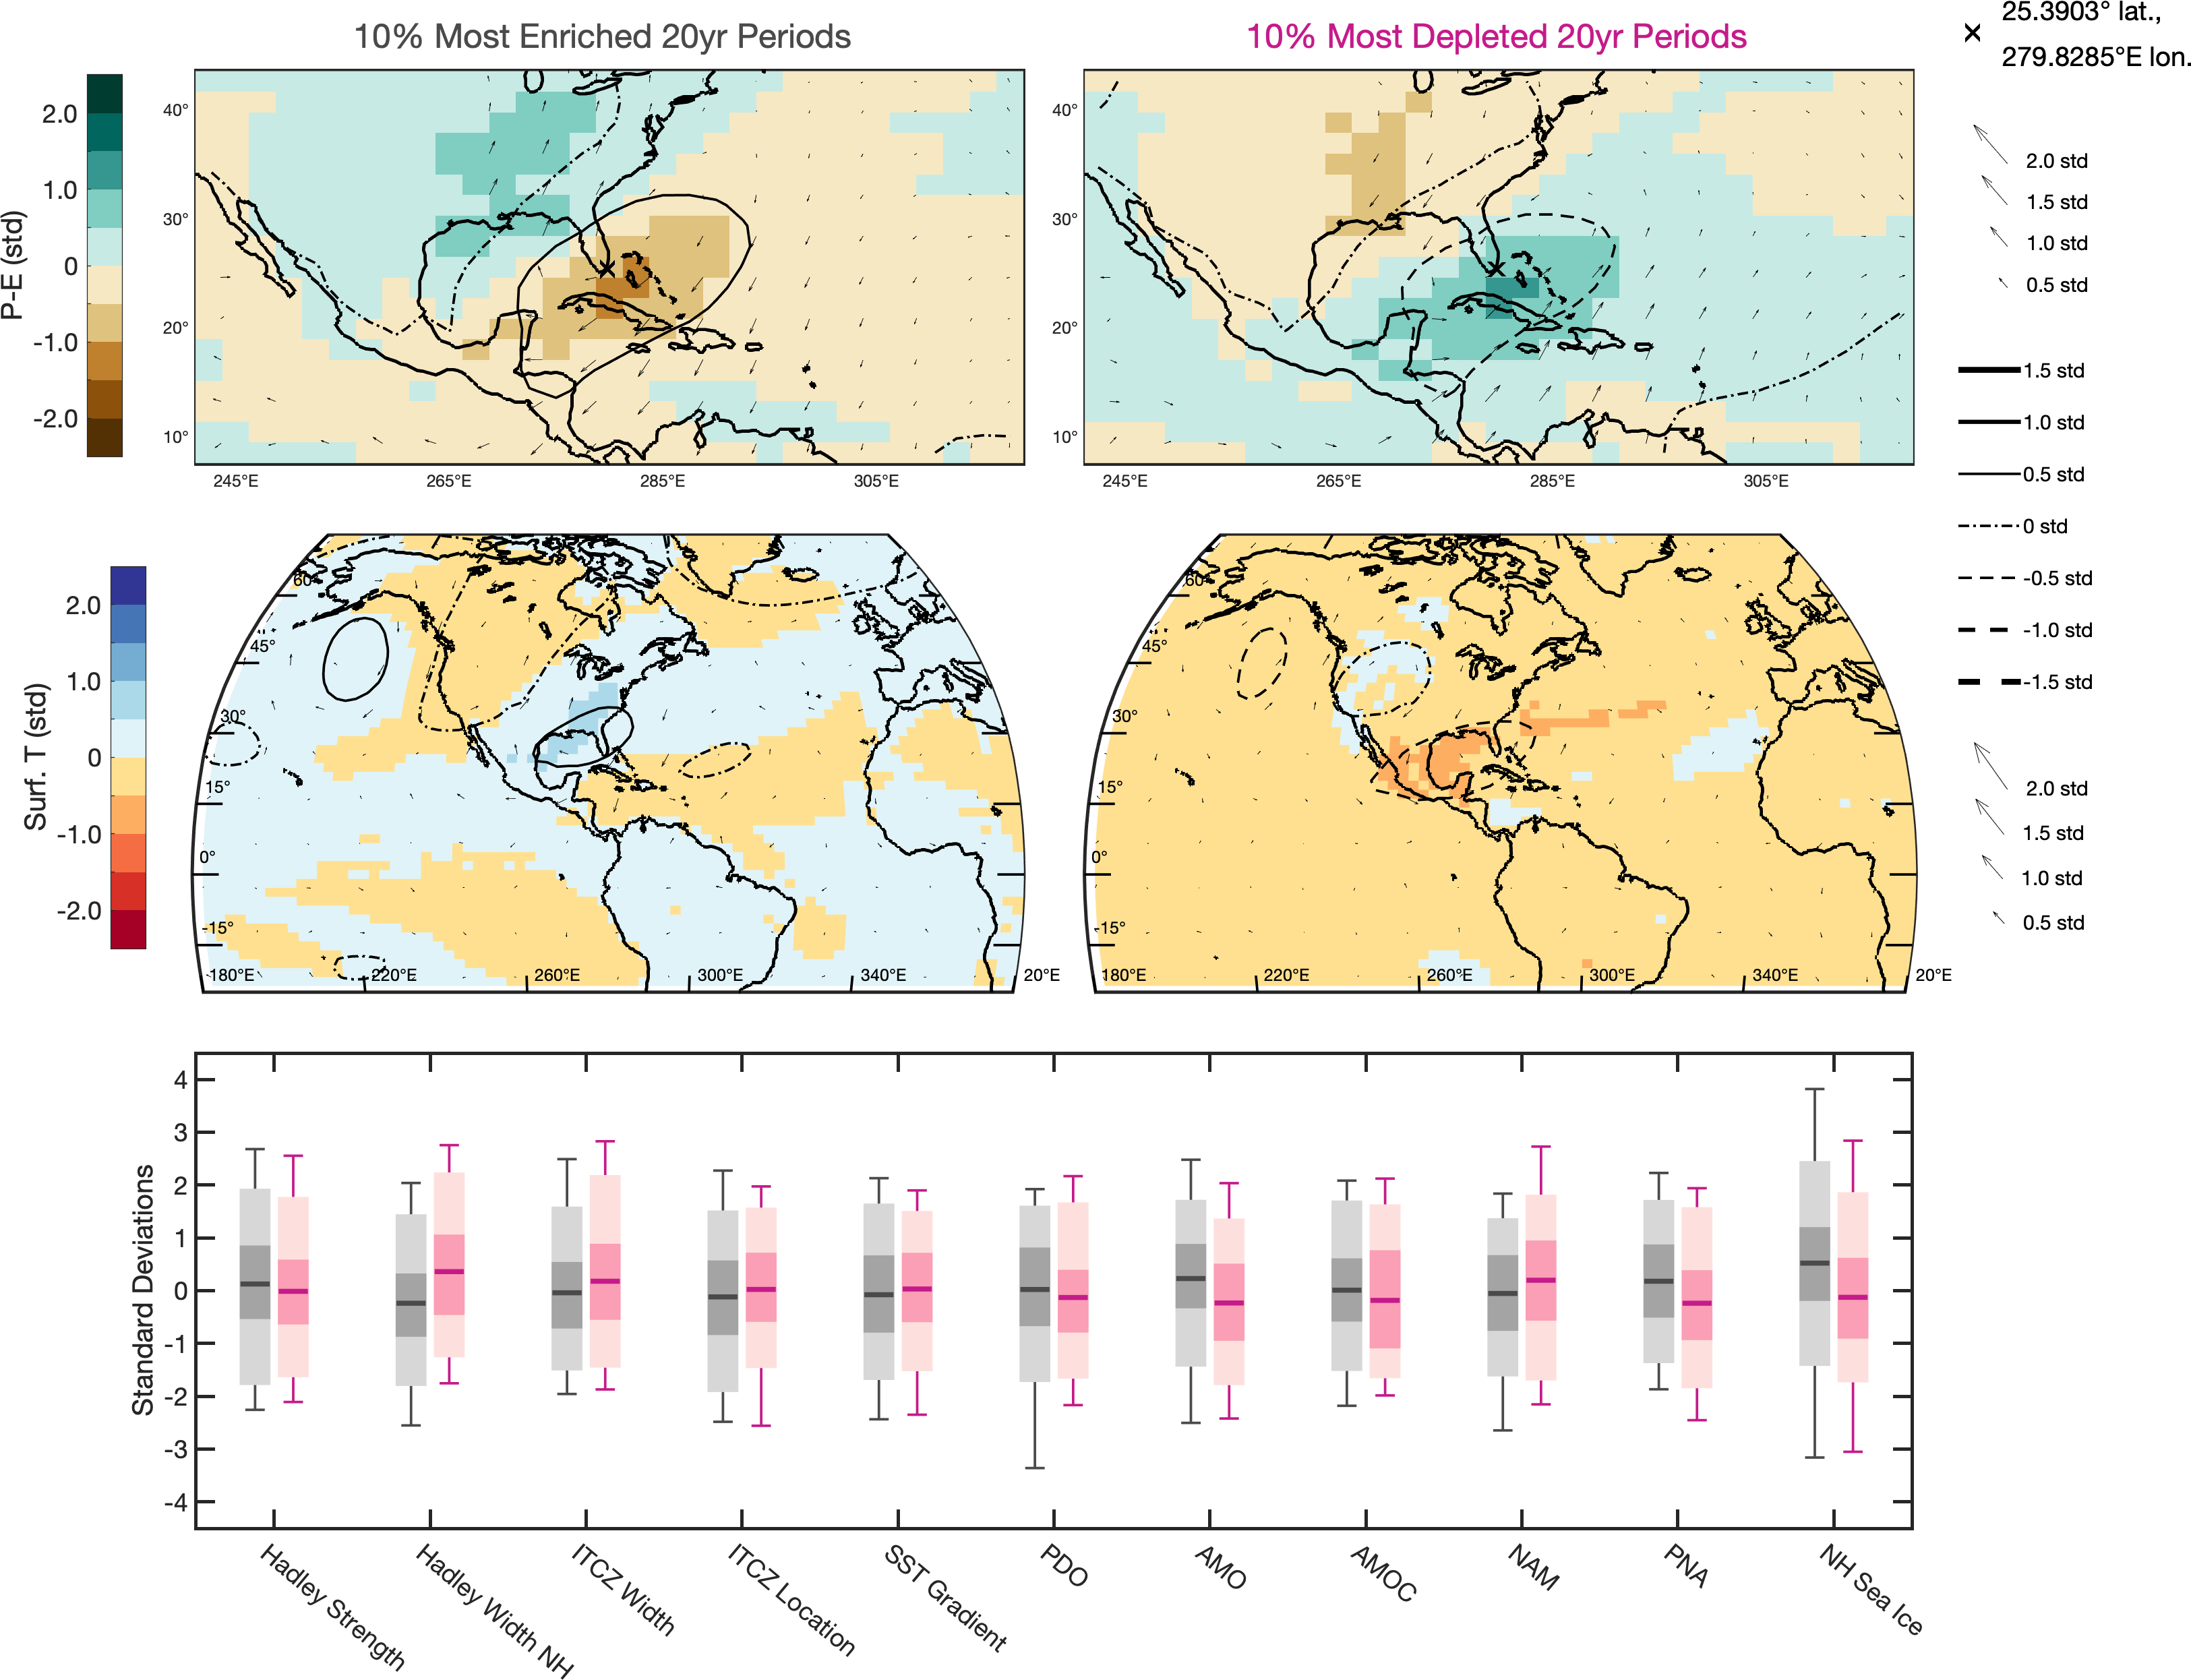 10% Most Enriched 20yr Periods
10% Most Depleted 20yr Periods
25.3903° lat.,
279.8285°E lon.
P-E (std)
2.0
1.0
0
-1.0
-2.0
40°
30°
20°
10°
245°E
265°E
285°E
305°E
40°
30°
20°
10°
245°E
265°E
285°E
305°E
2.0 std
1.5 std
1.0 std
0.5 std
1.5 std
1.0 std
0.5 std
0 std
-0.5 std
-1.0 std
-1.5 std
Surf. T (std)
2.0
1.0
0
-1.0
-2.0
60°
45°
30°
15°
0°
-15°
180°E
220°E
260°E
300°E
340°E
20°E
60°
45°
30°
15°
0°
-15°
180°E
220°E
260°E
300°E
340°E
20°E
2.0 std
1.5 std
1.0 std
0.5 std
Standard Deviations
4
3
2
1
0
-1
-2
-3
-4
Hadley Strength
Hadley Width NH
ITCZ Width
ITCZ Location
SST Gradient
PDO
AMO
AMOC
NAM
PNA
NH Sea Ice